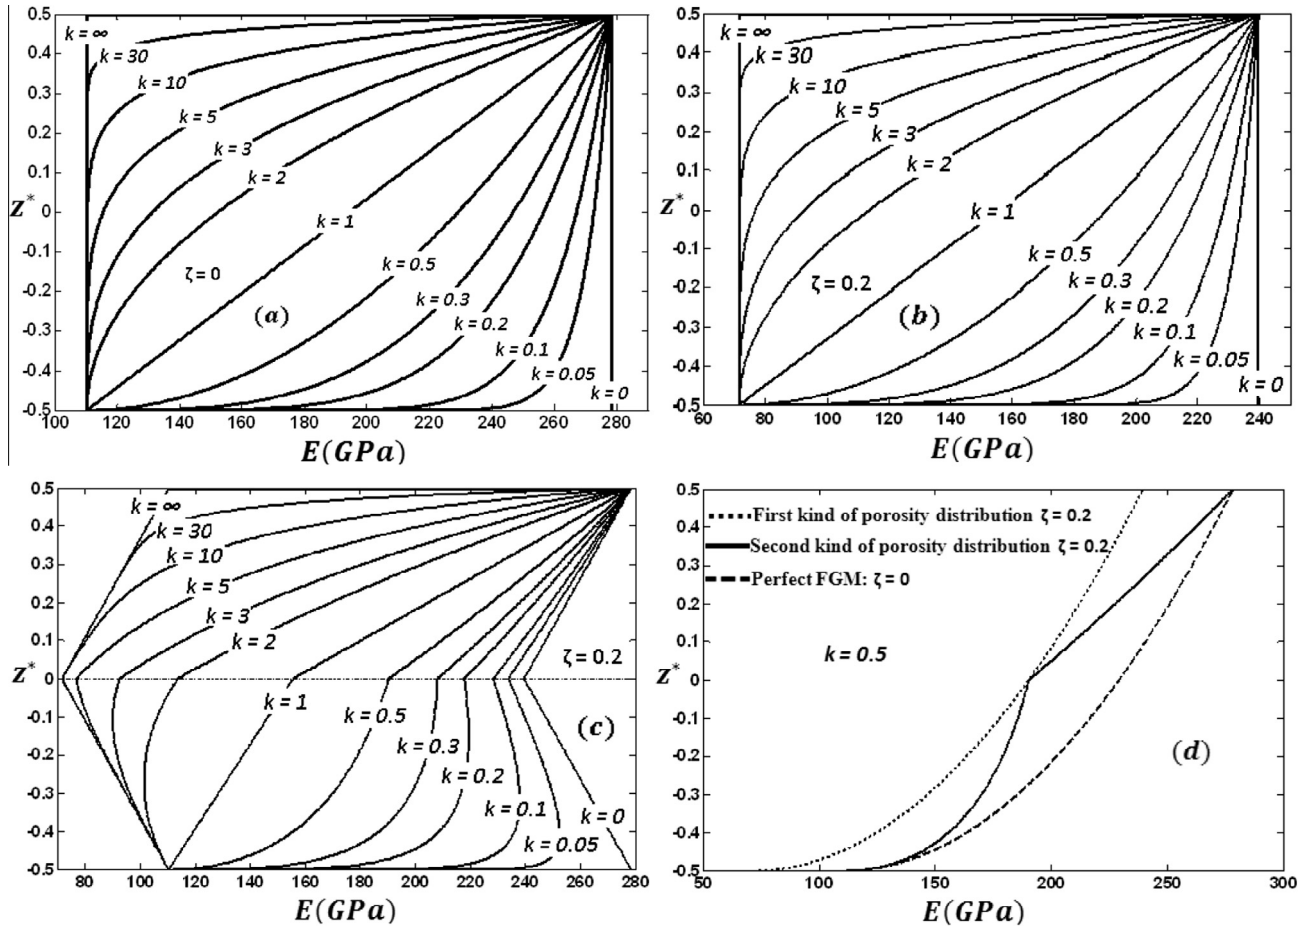 0.5
k = ∞
k = 30
0.4
k = 10
0.3
k = 5
0.2
k = 3
0.1
k = 2
z*
0
k = 1
-0.1
k = 0.5
ζ = 0
-0.2
k = 0.3
(a)
k = 0.2
-0.3
k = 0.1
-0.4
k = 0.05
k = 0
-0.5
100 120 140 160 180 200 220 240 260 280
E(GPa)
0.5
k = ∞
k = 30
0.4
k = 10
0.3
k = 5
k = 3
0.2
k = 2
0.1
z*
0
k = 1
-0.1
k = 0.5
ζ = 0.2
k = 0.3
-0.2
k = 0.2
(b)
-0.3
k = 0.1
k = 0.05
-0.4
k = 0
-0.5
60 80 100 120 140 160 180 200 220 240 260
E(GPa)
0.5
k = ∞
0.4
k = 30
k = 10
0.3
k = 5
0.2
k = 3
0.1
k = 2
ζ = 0.2
z*
0
k = 1
k = 0.5
-0.1
(c)
k = 0.3
-0.2
k = 0.2
-0.3
k = 0.1
k = 0
-0.4
k = 0.05
-0.5
80 100 120 140 160 180 200 220 240 260 280
E(GPa)
0.5
First kind of porosity distribution ζ = 0.2
0.4
Second kind of porosity distribution ζ = 0.2
0.3
Perfect FGM: ζ = 0
0.2
0.1
k = 0.5
z*
0
-0.1
(d)
-0.2
-0.3
-0.4
-0.5
50 100 150 200 250 300
E(GPa)